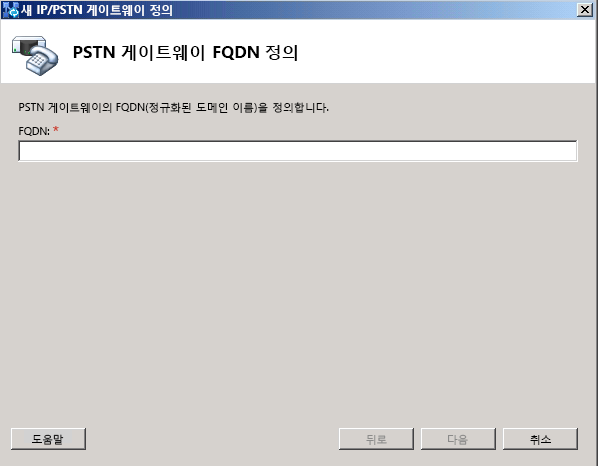 새 IP/PSTN 게이트웨이 정의
PSTN 게이트웨이 FQDN 정의
PSTN 게이트웨이의 FQDN(정규화된 도메인 이름)을 정의합니다.
FQDN: *
도움말
뒤로
다음
취소